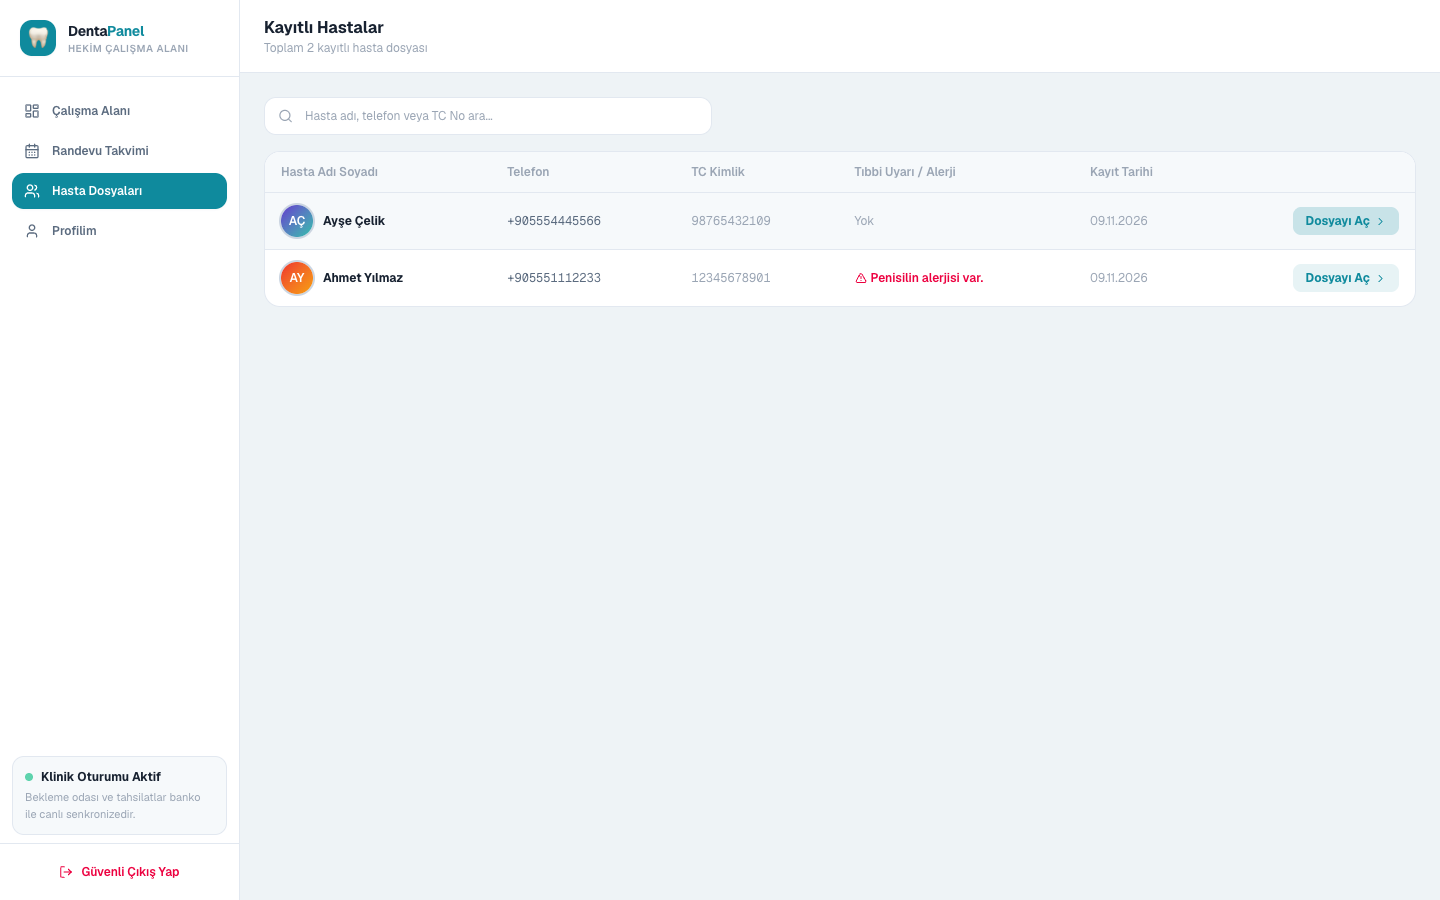 DentaPanel
HEKİM ÇALIŞMA ALANI
Çalışma Alanı
Randevu Takvimi
Hasta Dosyaları
Profilim
Klinik Oturumu Aktif
Bekleme odası ve tahsilatlar banko
ile canlı senkronizedir.
Güvenli Çıkış Yap
Kayıtlı Hastalar
Toplam 2 kayıtlı hasta dosyası
Hasta adı, telefon veya TC No ara...
Hasta Adı Soyadı Telefon TC Kimlik Tıbbi Uyarı / Alerji Kayıt Tarihi
AÇ Ayşe Çelik +905554445566 98765432109 Yok 09.11.2026 Dosyayı Aç
AY Ahmet Yılmaz +905551112233 12345678901 Penisilin alerjisi var. 09.11.2026 Dosyayı Aç